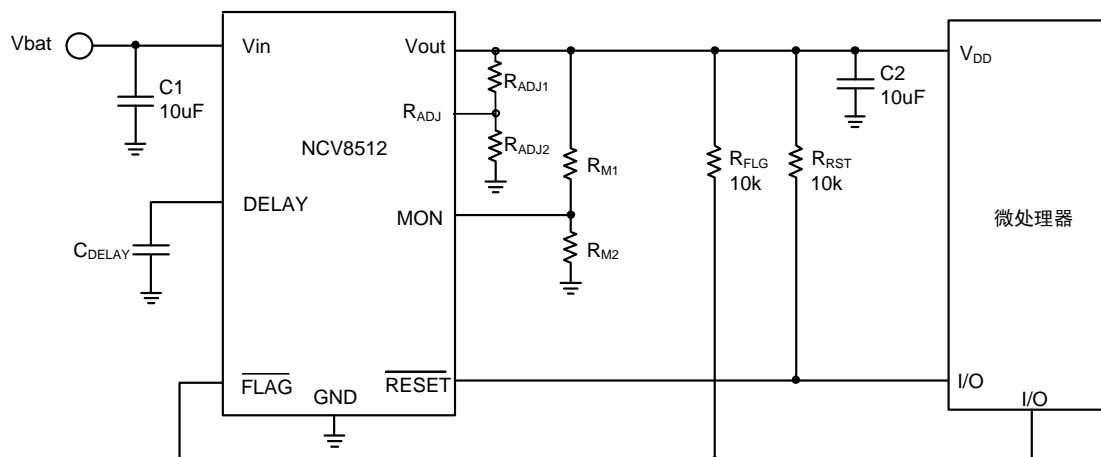 Vbat
Vin
Vout
C1
10uF
RADJ1
RADJ
RADJ2
NCV8512
DELAY
CDELAY
MON
RM1
RM2
RFLG
10k
RRST
10k
C2
10uF
VDD
微处理器
FLAG
GND
RESET
I/O
I/O